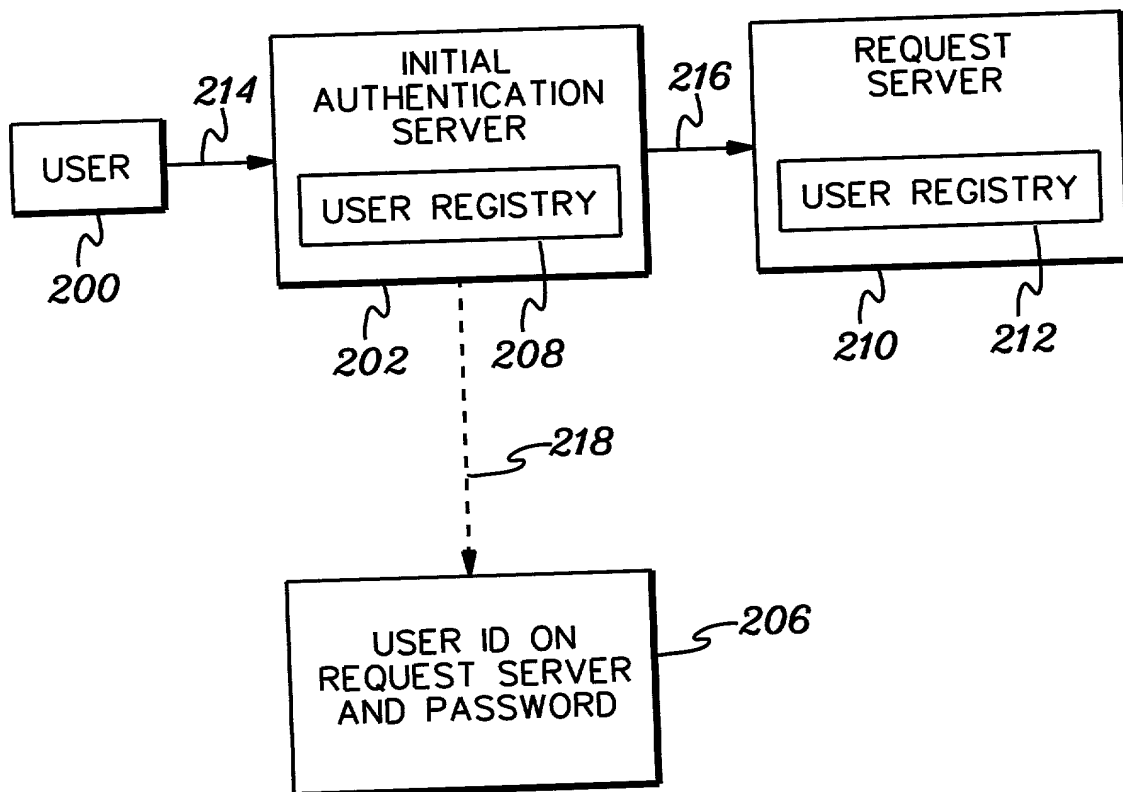 214
USER
200
INITIAL
AUTHENTICATION
SERVER
USER REGISTRY
202
208
216
REQUEST
SERVER
USER REGISTRY
210
212
218
USER ID ON
REQUEST SERVER
AND PASSWORD
206